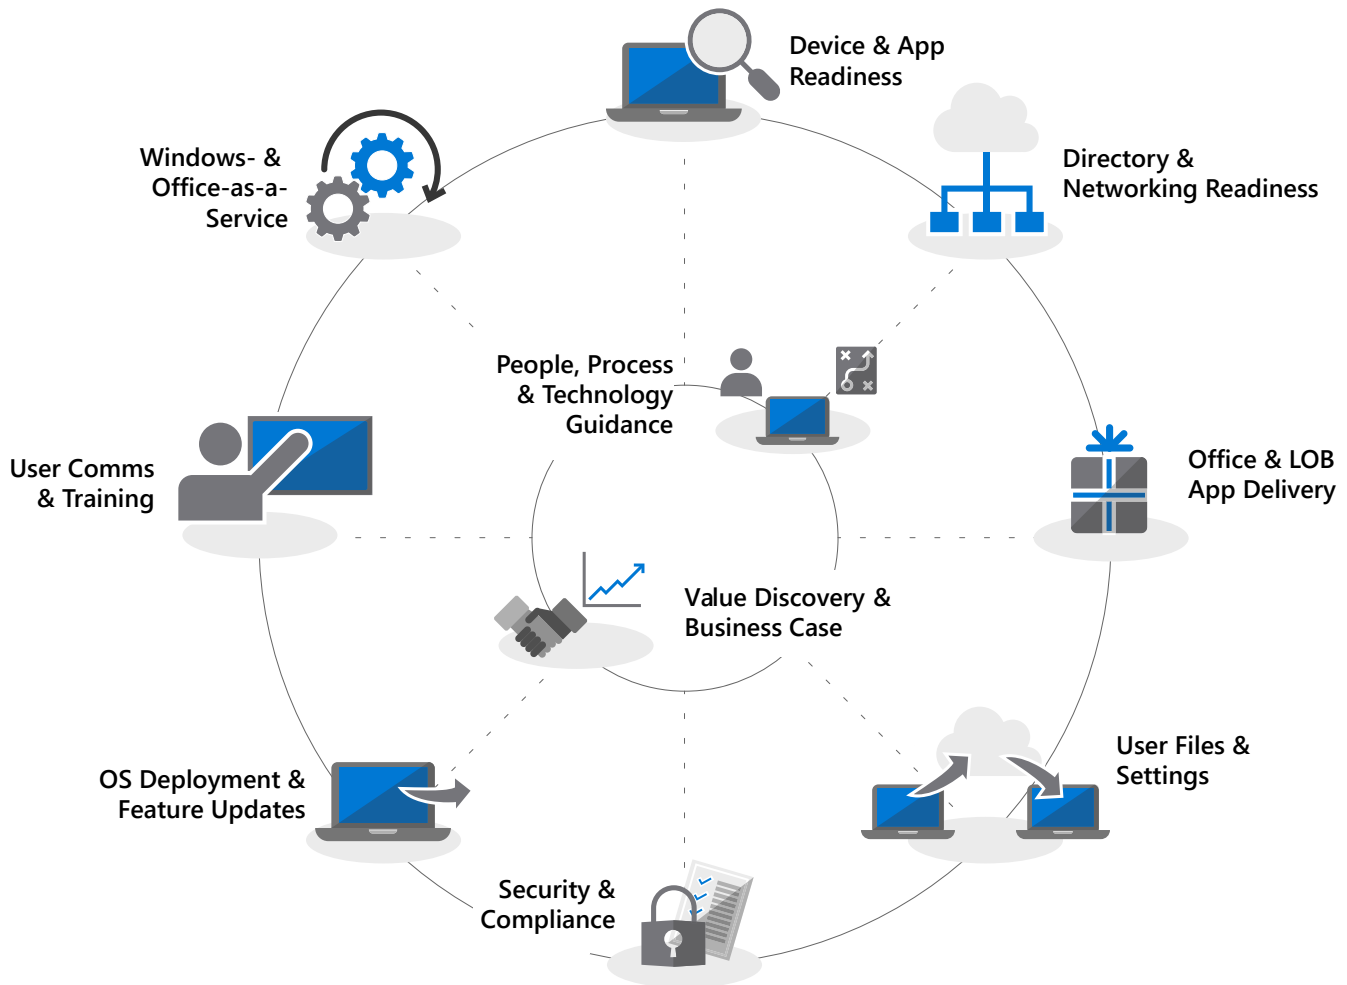 Device & App
Readiness
Directory &
Networking Readiness
Windows- &
Office-as-a-
Service
People, Process
& Technology
Guidance
User Comms
& Training
Office & LOB
App Delivery
Value Discovery &
Business Case
User Files &
Settings
OS Deployment &
Feature Updates
Security &
Compliance